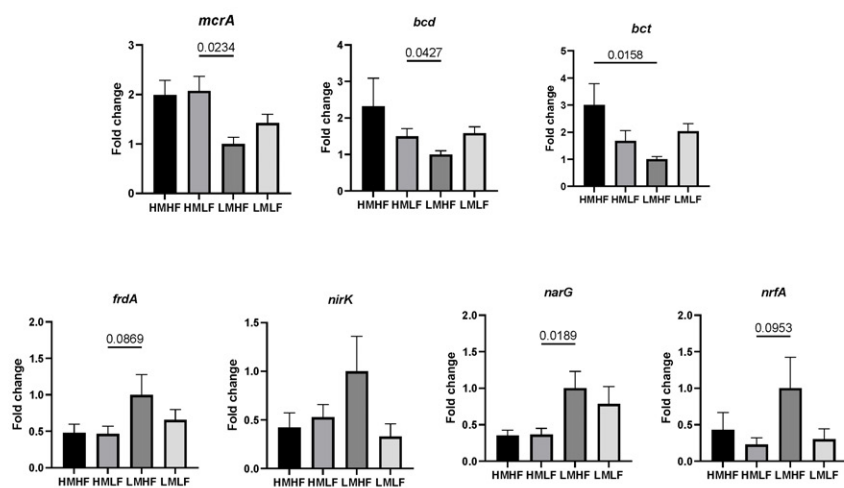 mcrA
Fold change
3
2
1
0
0.0234
HMHF HMLF LMHF LMLF
bcd
Fold change
4
3
2
1
0
0.0427
HMHF HMLF LMHF LMLF
bct
Fold change
5
4
3
2
1
0
0.0158
HMHF HMLF LMHF LMLF
frdA
Fold change
2.0
1.5
1.0
0.5
0.0
0.0869
HMHF HMLF LMHF LMLF
nirK
Fold change
1.5
1.0
0.5
0.0
HMHF HMLF LMHF LMLF
narG
Fold change
2.0
1.5
1.0
0.5
0.0
0.0189
HMHF HMLF LMHF LMLF
nrfA
Fold change
2.0
1.5
1.0
0.5
0.0
0.0953
HMHF HMLF LMHF LMLF